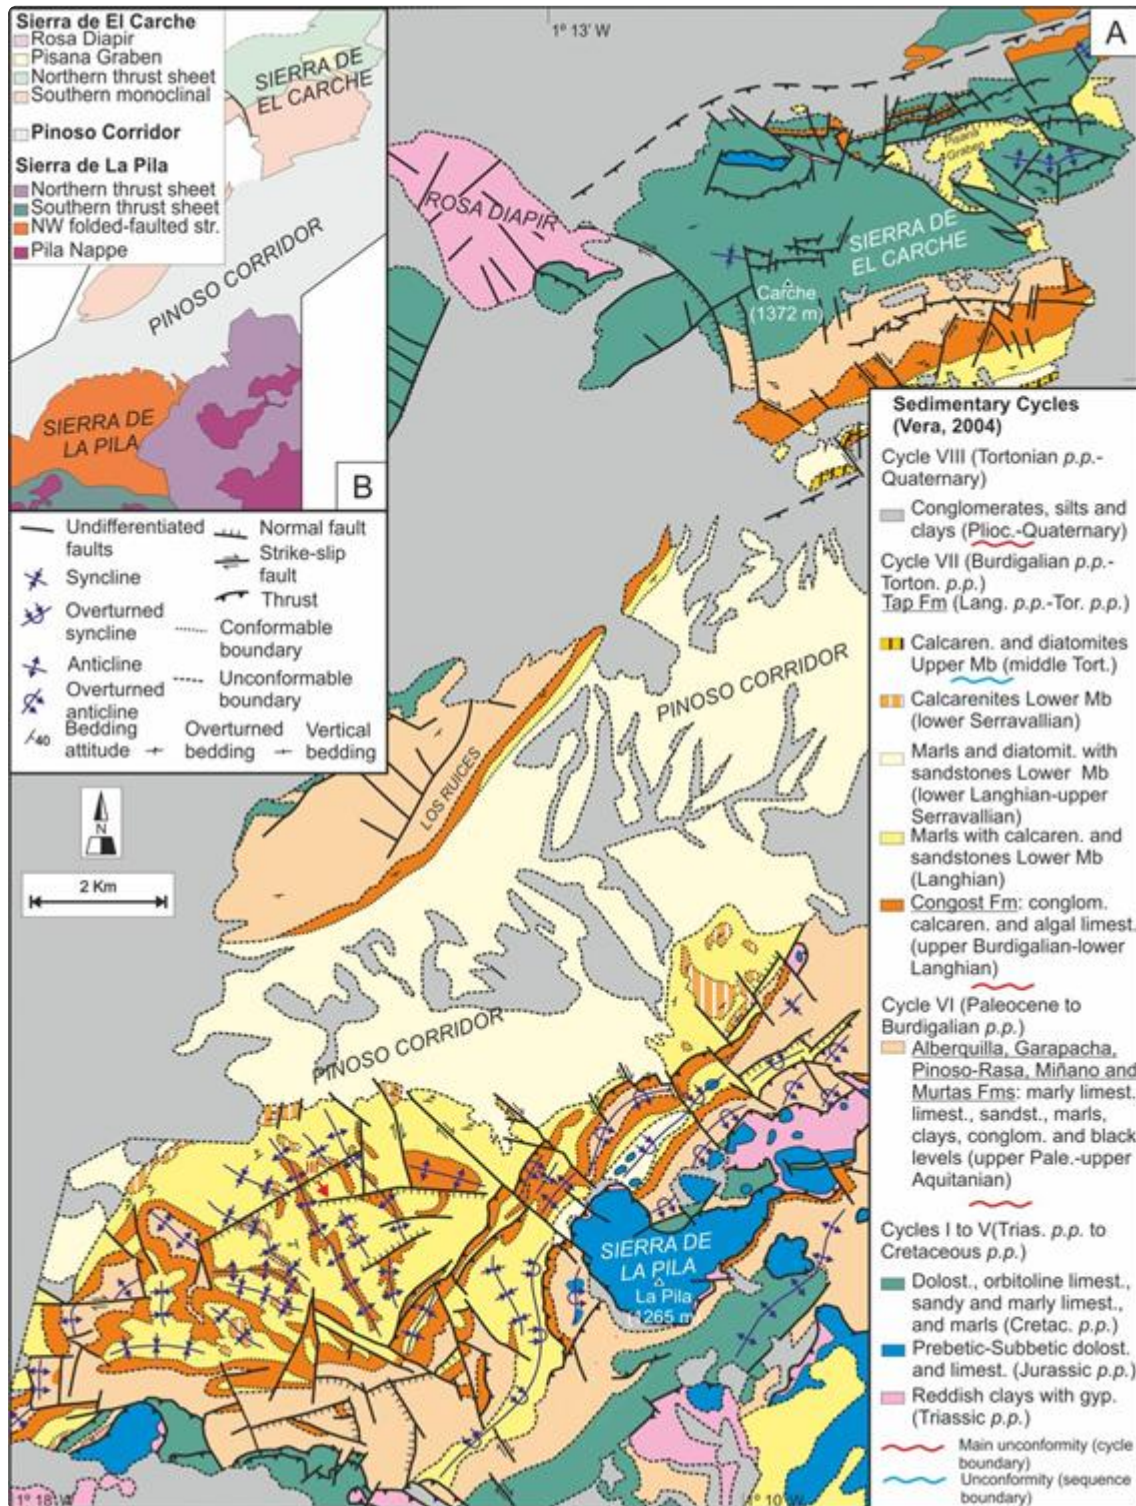 Sierra de El Carche
Rosa Diapir
Pisana Graben
Northern thrust sheet
Southern monoclinal
Pinoso Corridor
Sierra de La Pila
Northern thrust sheet
Southern thrust sheet
NW folded-faulted str.
Pila Nappe
SIERRA DE
EL CARCHE
PINOSO CORRIDOR
SIERRA DE
LA PILA
B
Undifferentiated
faults
Syncline
Overturned
syncline
Anticline
Overturned
anticline
Bedding
attitude
40
Normal fault
Strike-slip
fault
Thrust
Conformable
boundary
Unconformable
boundary
Overturned
bedding
Vertical
bedding
N
2 Km
1° 13' W
A
ROSA DIAPIR
Pisana
Graben
SIERRA DE
EL CARCHE
Carche
(1372 m)
PINOSO CORRIDOR
LOS RUICES
PINOSO CORRIDOR
SIERRA DE
LA PILA
La Pila
(1265 m)
1° 18' W
1° 10' W
Sedimentary Cycles
(Vera, 2004)
Cycle VIII (Tortonian p.p.-
Quaternary)
Conglomerates, silts and
clays (Plioc.-Quaternary)
Cycle VII (Burdigalian p.p.-
Torton. p.p.)
Tap Fm (Lang. p.p.-Tor. p.p.)
Calcaren. and diatomites
Upper Mb (middle Tort.)
Calcarenites Lower Mb
(lower Serravallian)
Marls and diatomit. with
sandstones Lower Mb
(lower Langhian-upper
Serravallian)
Marls with calcaren. and
sandstones Lower Mb
(Langhian)
Congost Fm: conglom.
calcaren. and algal limest.
(upper Burdigalian-lower
Langhian)
Cycle VI (Paleocene to
Burdigalian p.p.)
Alberquilla, Garapacha,
Pinoso-Rasa, Miñano and
Murtas Fms: marly limest.
limest., sandst., marls,
clays, conglom. and black
levels (upper Pale.-upper
Aquitanian)
Cycles I to V(Trias. p.p. to
Cretaceous p.p.)
Dolost., orbitoline limest.,
sandy and marly limest.,
and marls (Cretac. p.p.)
Prebetic-Subbetic dolost.
and limest. (Jurassic p.p.)
Reddish clays with gyp.
(Triassic p.p.)
Main unconformity (cycle
boundary)
Unconformity (sequence
boundary)